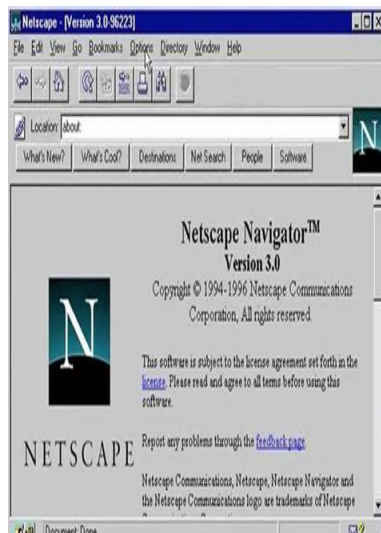 Netscape - [Version 3.0-96223]
File Edit View Go Bookmarks Options Directory Window Help
Location: about:
N
What's New? What's Cool? Destinations Net Search People Software
Netscape Navigator™
Version 3.0
Copyright © 1994-1996 Netscape Communications
Corporation, All rights reserved.
N
NETSCAPE
This software is subject to the license agreement set forth in the
license. Please read and agree to all terms before using this
software.
Report any problems through the feedback page.
Netscape Communications, Netscape, Netscape Navigator and
the Netscape Communications logo are trademarks of Netscape
Document: Done